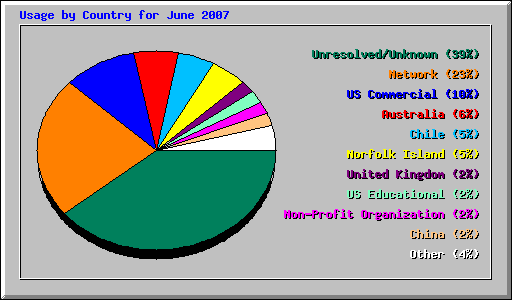 Usage by Country for June 2007
Unresolved/Unknown (39%)
Network (23%)
US Commercial (10%)
Australia (6%)
Chile (5%)
Norfolk Island (5%)
United Kingdom (2%)
US Educational (2%)
Non-Profit Organization (2%)
China (2%)
Other (4%)